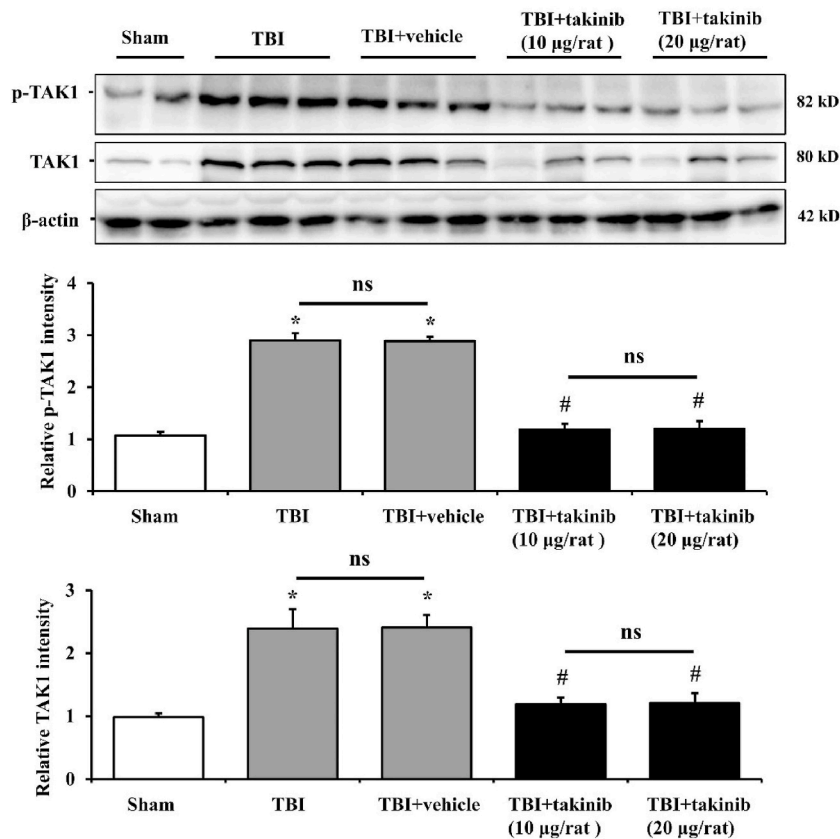 Sham TBI TBI+vehicle TBI+takinib TBI+takinib
(10 µg/rat ) (20 µg/rat)
p-TAK1 82 kD
TAK1 80 kD
β-actin 42 kD
Relative p-TAK1 intensity
4
3
2
1
0
ns
* *
ns
# #
Sham TBI TBI+vehicle TBI+takinib TBI+takinib
(10 µg/rat ) (20 µg/rat)
Relative TAK1 intensity
3
2
1
0
ns
* *
ns
# #
Sham TBI TBI+vehicle TBI+takinib TBI+takinib
(10 µg/rat ) (20 µg/rat)